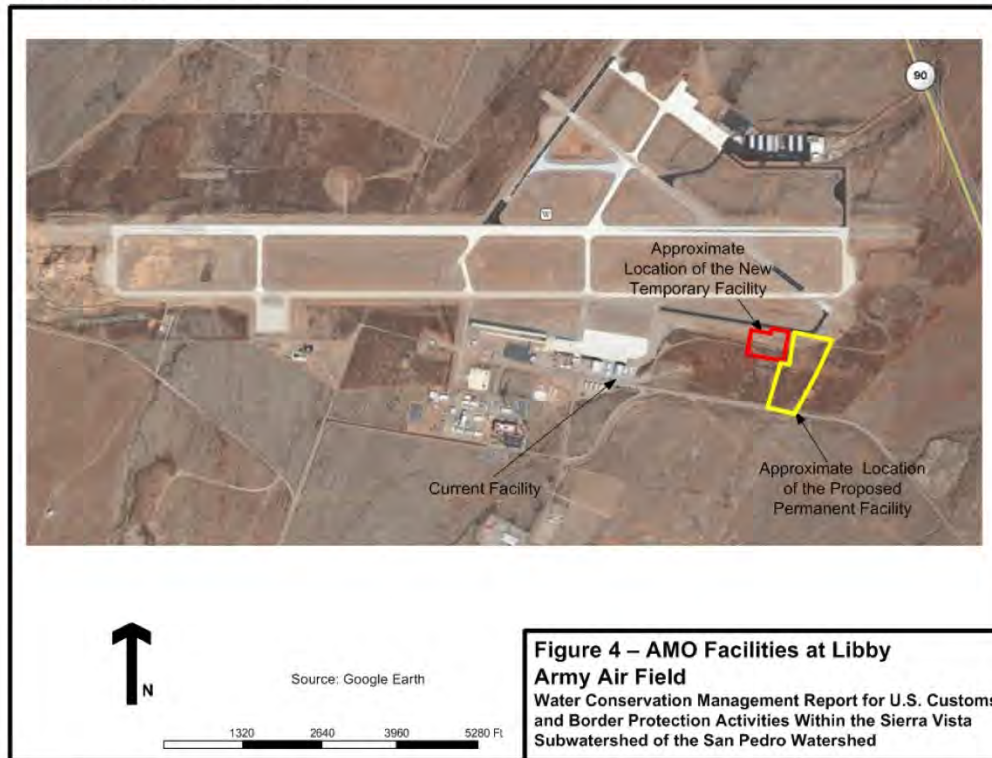 90
Approximate
Location of the New
Temporary Facility
Current Facility
Approximate Location
of the Proposed
Permanent Facility
N
Source: Google Earth
1320 2640 3960 5280 Ft
Figure 4 – AMO Facilities at Libby
Army Air Field
Water Conservation Management Report for U.S. Customs
and Border Protection Activities Within the Sierra Vista
Subwatershed of the San Pedro Watershed